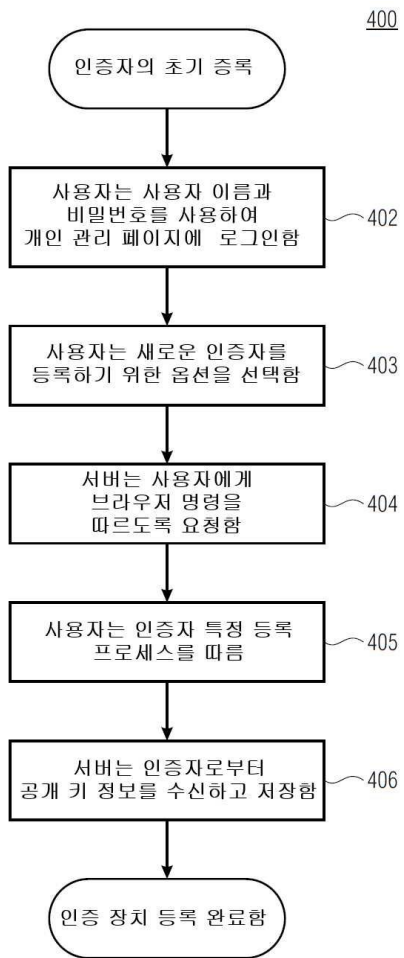 400
인증자의 초기 증록
사용자는 사용자 이름과
비밀번호를 사용하여
개인 관리 페이지에 로그인함
402
사용자는 새로운 인증자를
등록하기 위한 옵션을 선택함
403
서버는 사용자에게
브라우저 명령을
따르도록 요청함
404
사용자는 인증자 특정 등록
프로세스를 따름
405
서버는 인증자로부터
공개 키 정보를 수신하고 저장함
406
인증 장치 등록 완료함